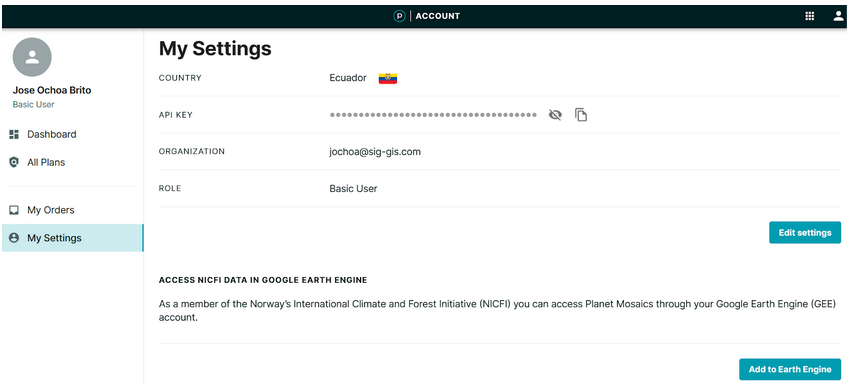 p | ACCOUNT
Jose Ochoa Brito
Basic User
Dashboard
All Plans
My Orders
My Settings
My Settings
COUNTRY Ecuador
API KEY ••••••••••••••••••••••••••••••••••••
ORGANIZATION jochoa@sig-gis.com
ROLE Basic User
Edit settings
ACCESS NICFI DATA IN GOOGLE EARTH ENGINE
As a member of the Norway's International Climate and Forest Initiative (NICFI) you can access Planet Mosaics through your Google Earth Engine (GEE)
account.
Add to Earth Engine